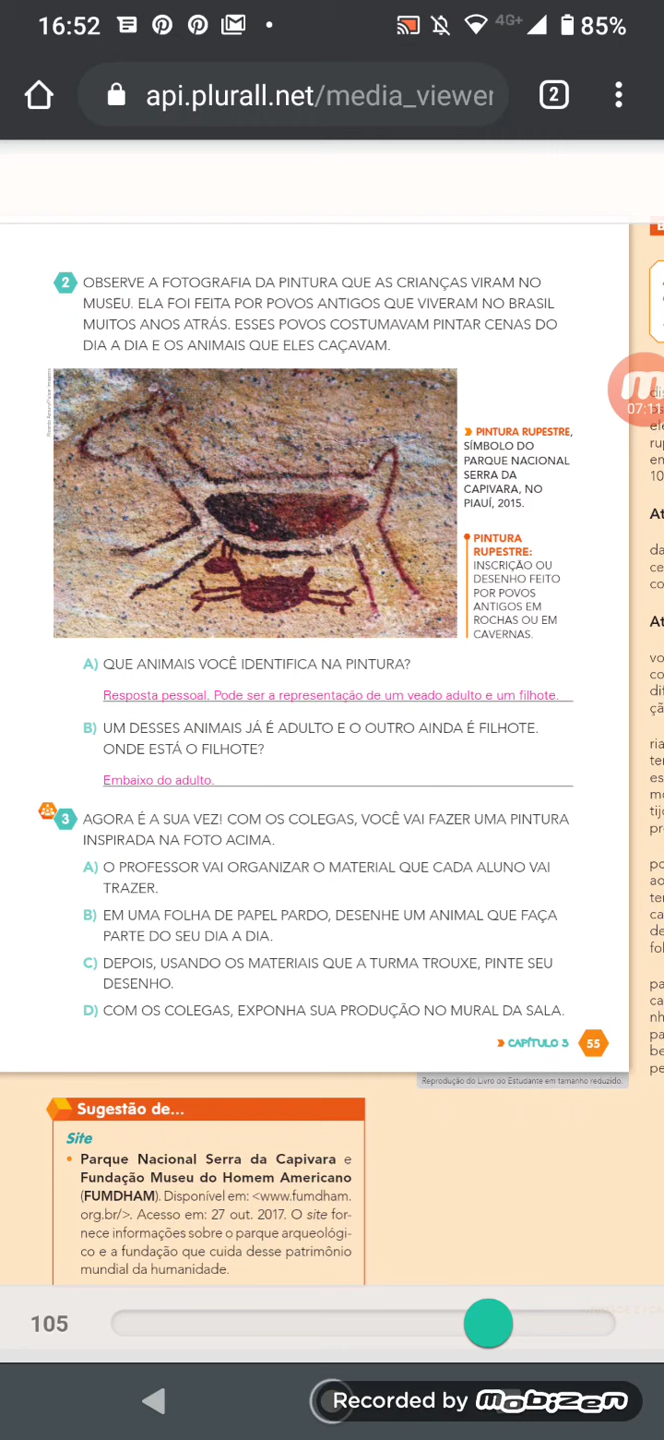 16:52
4G+
85%
api.plurall.net/media_viewer
2
2 OBSERVE A FOTOGRAFIA DA PINTURA QUE AS CRIANÇAS VIRAM NO
MUSEU. ELA FOI FEITA POR POVOS ANTIGOS QUE VIVERAM NO BRASIL
MUITOS ANOS ATRÁS. ESSES POVOS COSTUMAVAM PINTAR CENAS DO
DIA A DIA E OS ANIMAIS QUE ELES CAÇAVAM.
07:11
PINTURA RUPESTRE,
SÍMBOLO DO
PARQUE NACIONAL
SERRA DA
CAPIVARA, NO
PIAUÍ, 2015.
PINTURA
RUPESTRE:
INSCRIÇÃO OU
DESENHO FEITO
POR POVOS
ANTIGOS EM
ROCHAS OU EM
CAVERNAS.
A) QUE ANIMAIS VOCÊ IDENTIFICA NA PINTURA?
Resposta pessoal. Pode ser a representação de um veado adulto e um filhote.
B) UM DESSES ANIMAIS JÁ É ADULTO E O OUTRO AINDA É FILHOTE.
ONDE ESTÁ O FILHOTE?
Embaixo do adulto.
3 AGORA É A SUA VEZ! COM OS COLEGAS, VOCÊ VAI FAZER UMA PINTURA
INSPIRADA NA FOTO ACIMA.
A) O PROFESSOR VAI ORGANIZAR O MATERIAL QUE CADA ALUNO VAI
TRAZER.
B) EM UMA FOLHA DE PAPEL PARDO, DESENHE UM ANIMAL QUE FAÇA
PARTE DO SEU DIA A DIA.
C) DEPOIS, USANDO OS MATERIAIS QUE A TURMA TROUXE, PINTE SEU
DESENHO.
D) COM OS COLEGAS, EXPONHA SUA PRODUÇÃO NO MURAL DA SALA.
CAPÍTULO 3 55
Reprodução do Livro do Estudante em tamanho reduzido.
Sugestão de...
Site
• Parque Nacional Serra da Capivara e
Fundação Museu do Homem Americano
(FUMDHAM). Disponível em: <www.fumdham.
org.br/>. Acesso em: 27 out. 2017. O site for-
nece informações sobre o parque arqueológi-
co e a fundação que cuida desse patrimônio
mundial da humanidade.
105
Recorded by mobizen